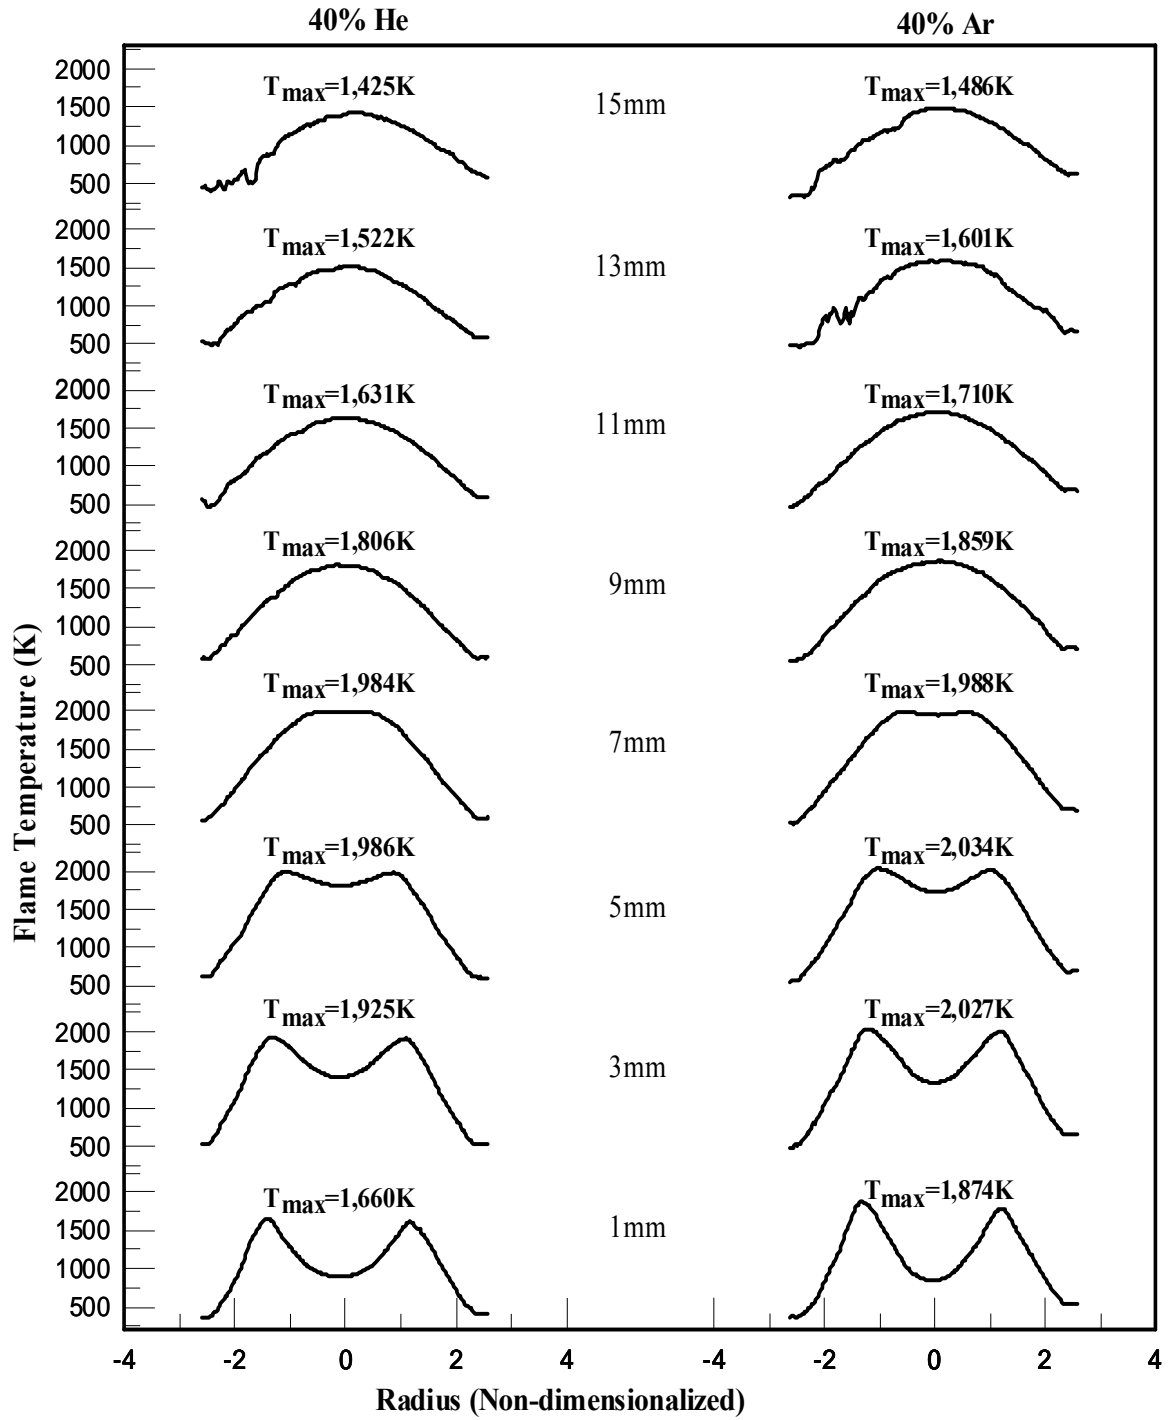 40% He 40% Ar
2000
Tmax=1,425K Tmax=1,486K
1500 15mm
1000
500
2000
Tmax=1,522K Tmax=1,601K
1500 13mm
1000
500
2000
Tmax=1,631K Tmax=1,710K
1500 11mm
1000
500
Tmax=1,806K Tmax=1,859K
2000
1500 9mm
1000
500
Tmax=1,984K Tmax=1,988K
2000
1500 7mm
1000
500
Tmax=1,986K Tmax=2,034K
2000
1500 5mm
1000
500
Tmax=1,925K Tmax=2,027K
2000
1500 3mm
1000
500
2000 Tmax=1,660K Tmax=1,874K
1500 1mm
1000
500
Flame Temperature (K)
-4 -2 0 2 4 -4 -2 0 2 4
Radius (Non-dimensionalized)